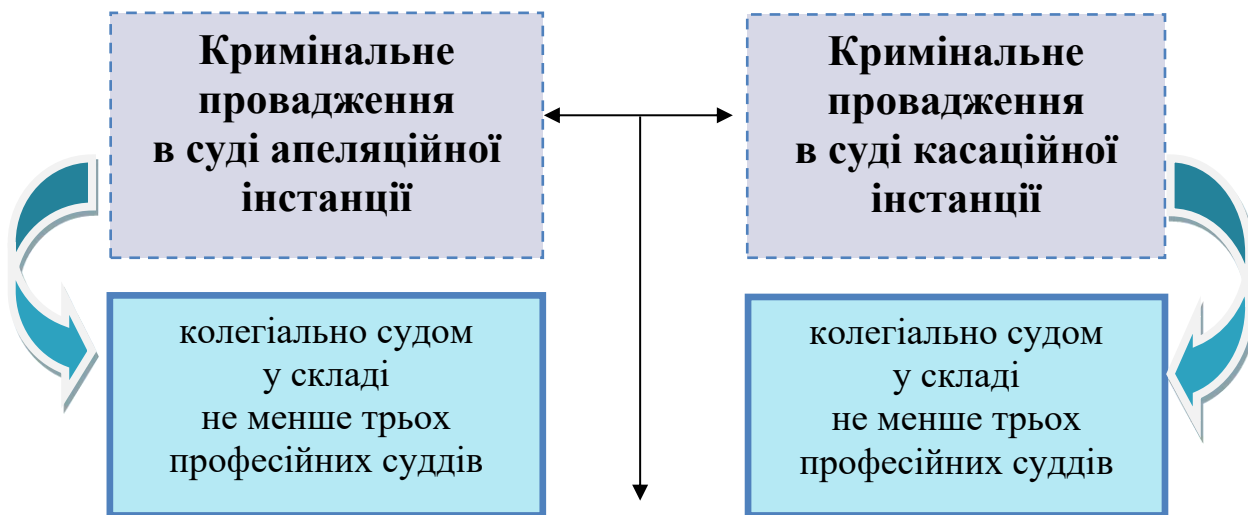 Кримінальне
провадження
в суді апеляційної
інстанції
колегіально судом
у складі
не менше трьох
професійних суддів
Кримінальне
провадження
в суді касаційної
інстанції
колегіально судом
у складі
не менше трьох
професійних суддів